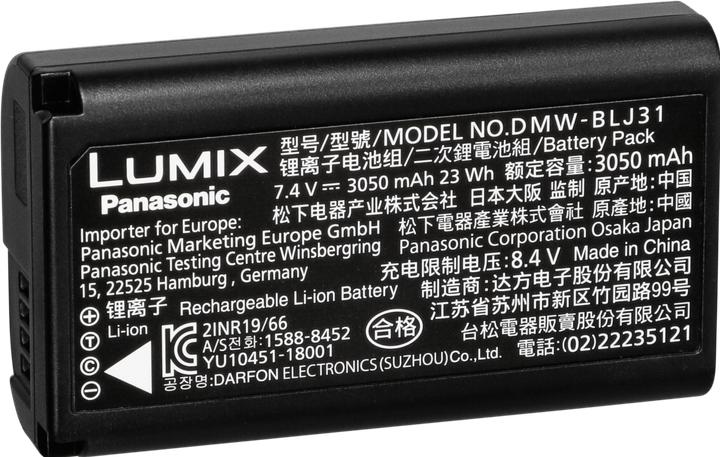 LUMIX
Panasonic
型号/型號/MODEL NO.DMW-BLJ31
锂离子电池组/二次鋰電池組/Battery Pack
7.4 V⎓ 3050 mAh 23 Wh 额定容量:3050 mAh
松下电器产业株式会社 日本大阪 监制 原产地:中国
松下電器產業株式會社 原產地:中國
Importer for Europe:
Panasonic Marketing Europe GmbH
Panasonic Testing Centre Winsbergring
15, 22525 Hamburg , Germany
Panasonic Corporation Osaka Japan
充电限制电压:8.4 V Made in China
制造商: 达方电子股份有限公司
江苏省苏州市新区竹园路99号
台松電器販賣股份有限公司
電話:(02)22235121
⊕ 锂离子 Rechargeable Li-ion Battery
Li-ion
T
C
⊖
2INR19/66
A/S전화:1588-8452
YU10451-18001
合格
공장명:DARFON ELECTRONICS(SUZHOU)Co.,Ltd.